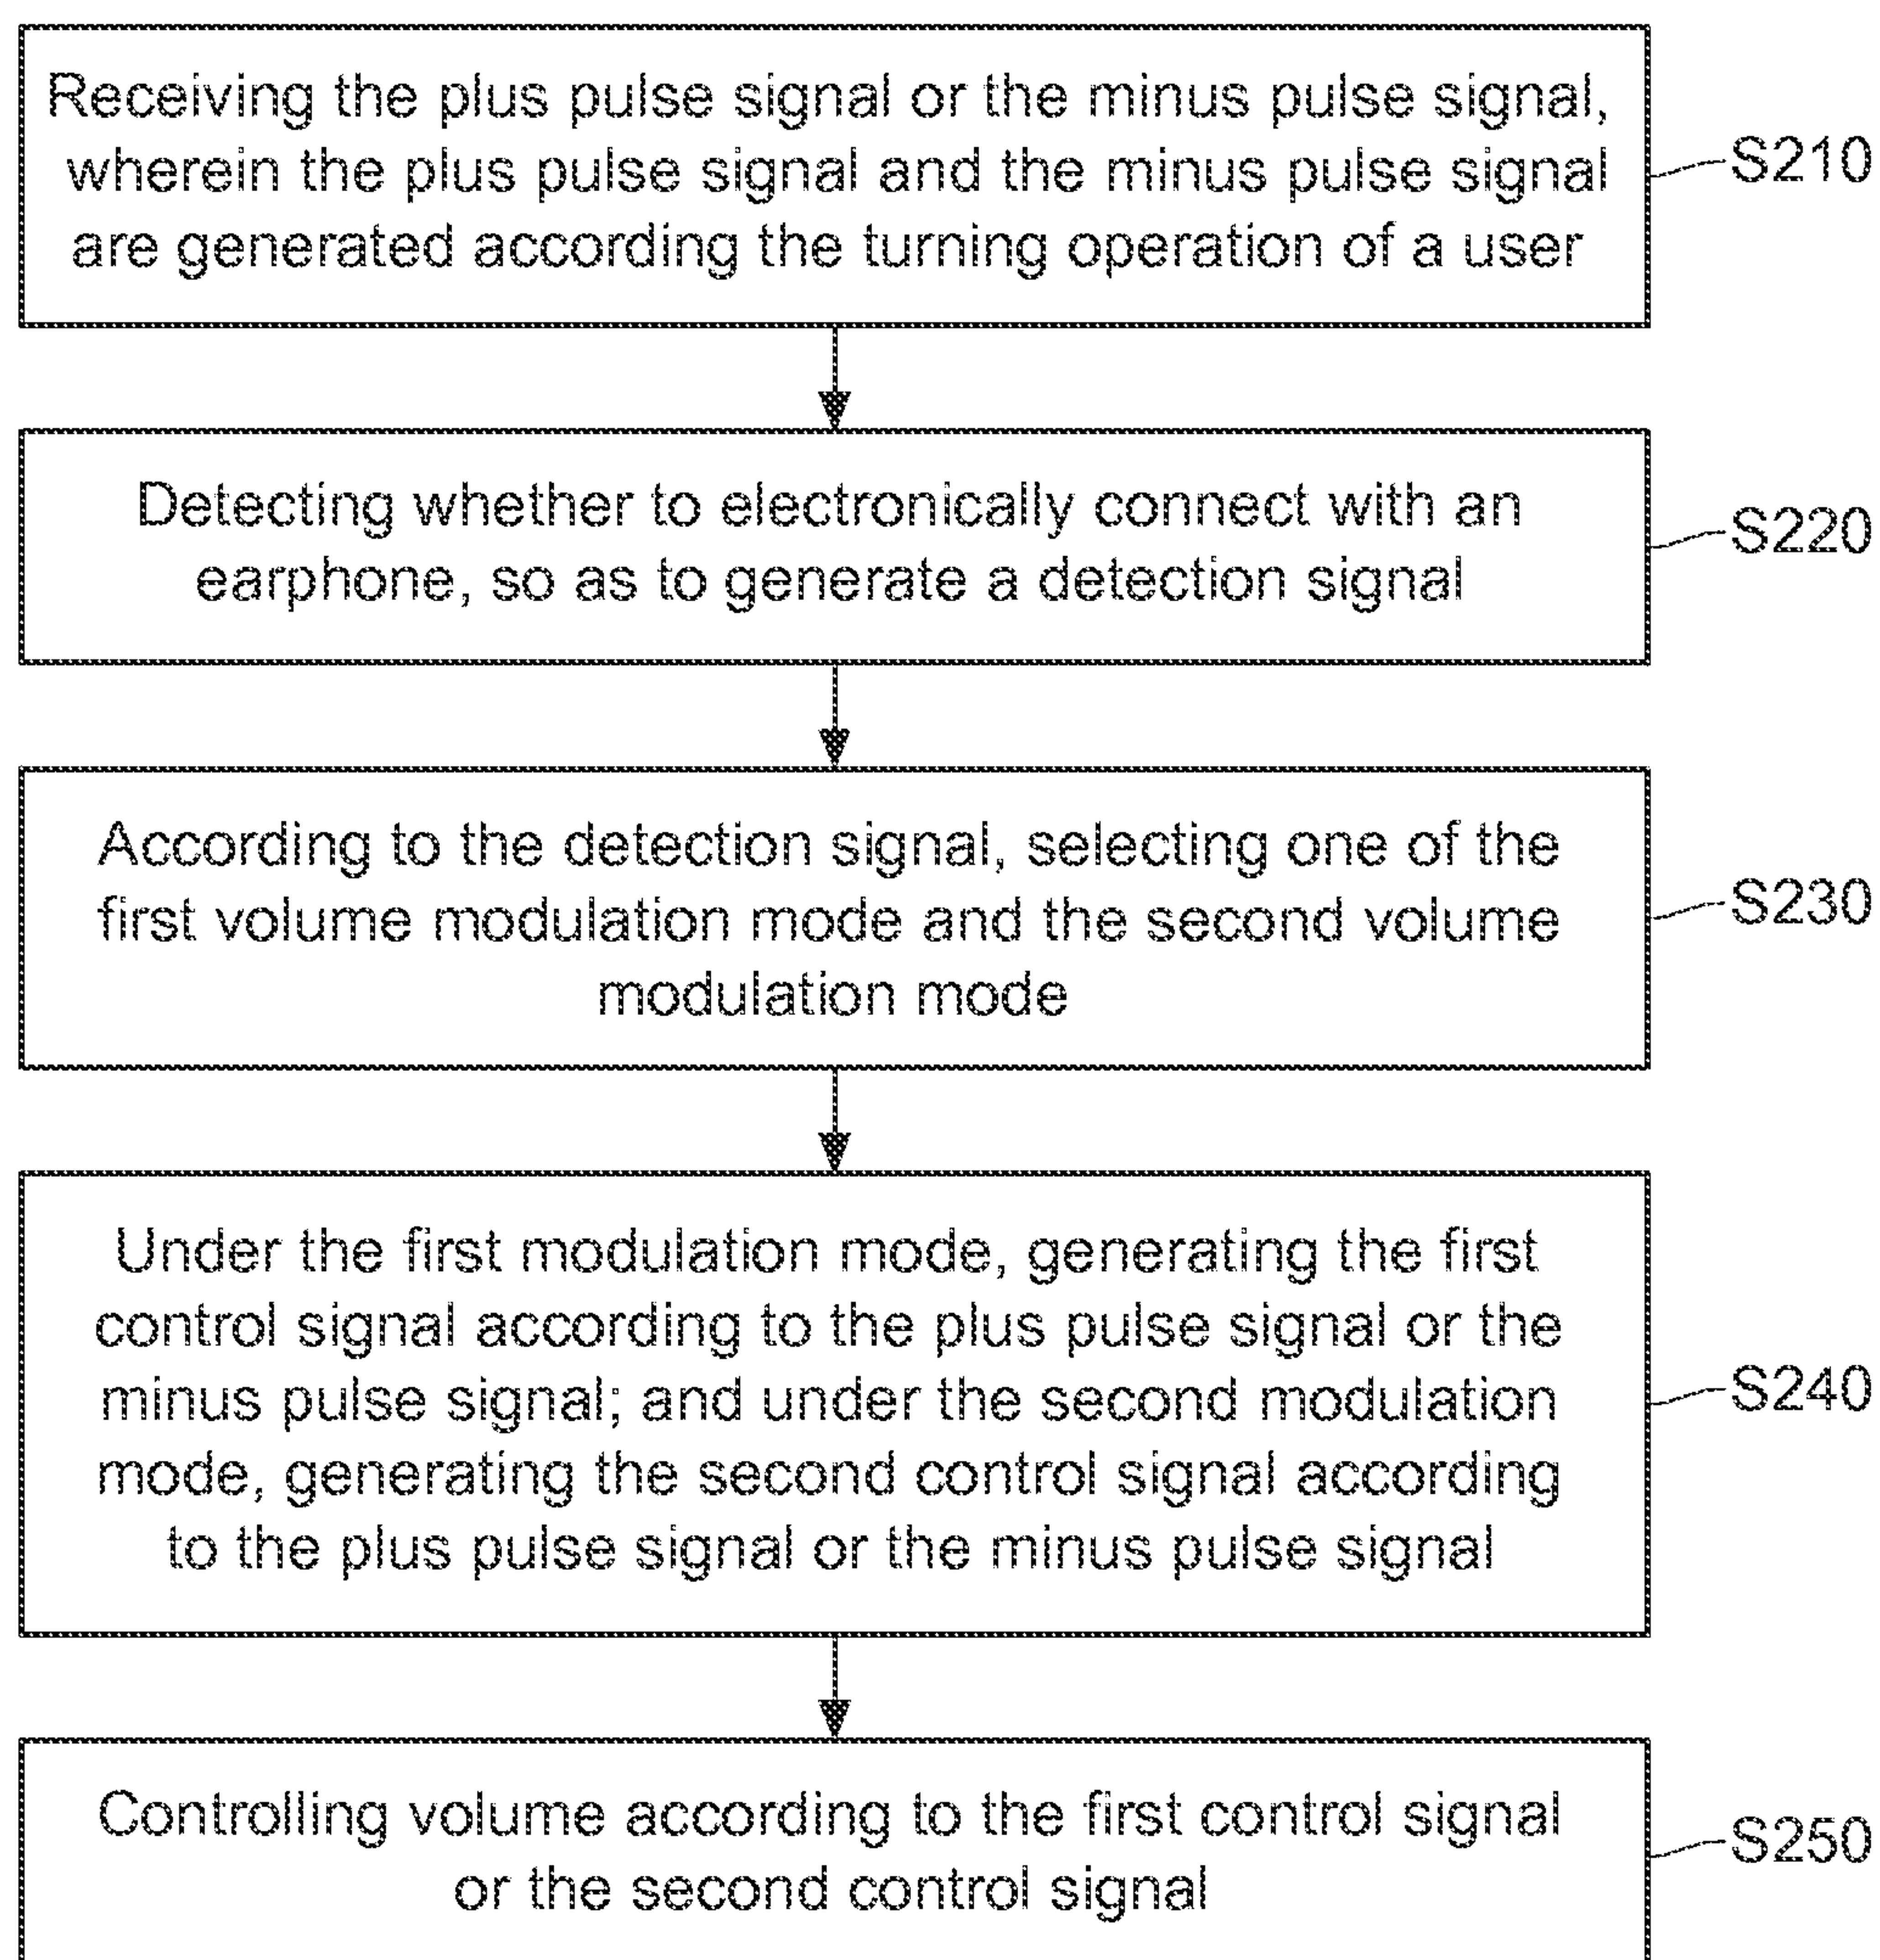 Receiving the plus pulse signal or the minus pulse signal,
wherein the plus pulse signal and the minus pulse signal
are generated according the turning operation of a user
S210
Detecting whether to electronically connect with an
earphone, so as to generate a detection signal
S220
According to the detection signal, selecting one of the
first volume modulation mode and the second volume
modulation mode
S230
Under the first modulation mode, generating the first
control signal according to the plus pulse signal or the
minus pulse signal; and under the second modulation
mode, generating the second control signal according
to the plus pulse signal or the minus pulse signal
S240
Controlling volume according to the first control signal
or the second control signal
S250